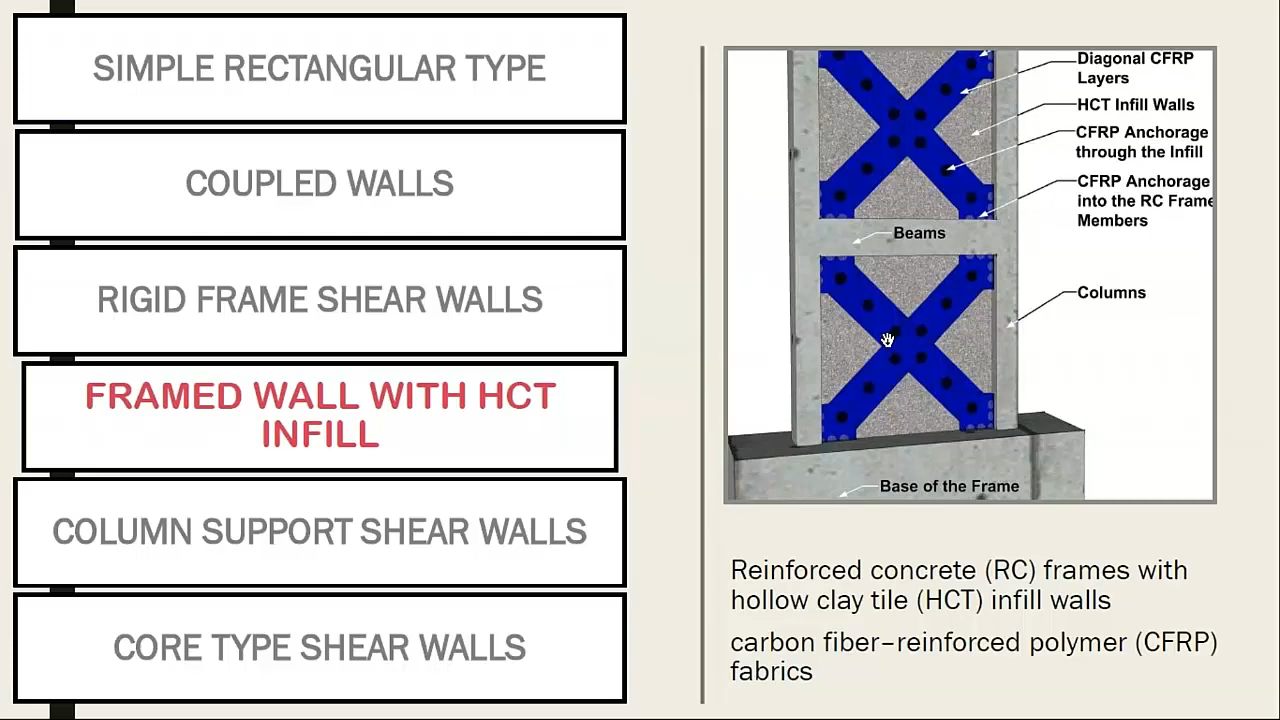 SIMPLE RECTANGULAR TYPE
COUPLED WALLS
RIGID FRAME SHEAR WALLS
FRAMED WALL WITH HCT
INFILL
COLUMN SUPPORT SHEAR WALLS
CORE TYPE SHEAR WALLS
Diagonal CFRP
Layers
HCT Infill Walls
CFRP Anchorage
through the Infill
CFRP Anchorage
into the RC Frame
Members
Beams
Columns
Base of the Frame
Reinforced concrete (RC) frames with
hollow clay tile (HCT) infill walls
carbon fiber–reinforced polymer (CFRP)
fabrics